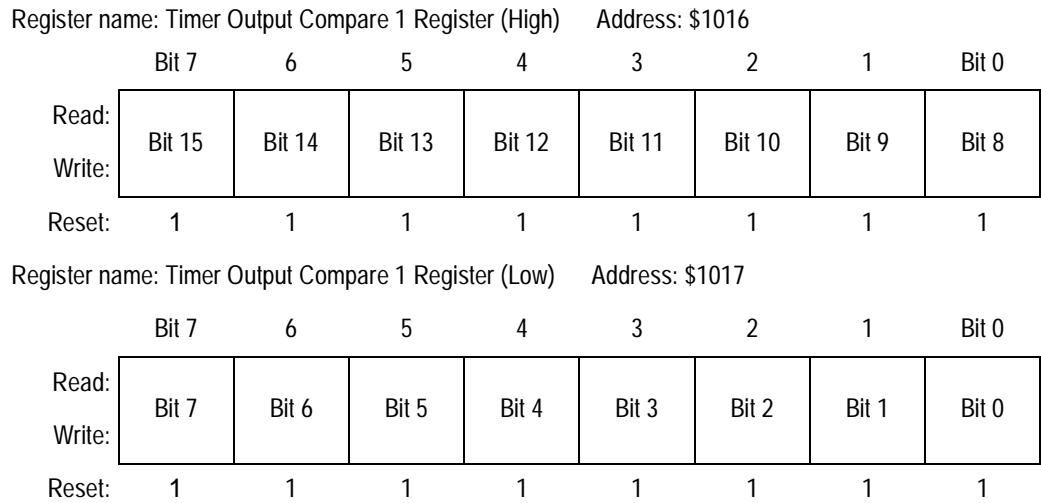 Register name: Timer Output Compare 1 Register (High) Address: $1016
Bit 7 6 5 4 3 2 1 Bit 0
Read:
Bit 15 Bit 14 Bit 13 Bit 12 Bit 11 Bit 10 Bit 9 Bit 8
Write:
Reset: 1 1 1 1 1 1 1 1
Register name: Timer Output Compare 1 Register (Low) Address: $1017
Bit 7 6 5 4 3 2 1 Bit 0
Read:
Bit 7 Bit 6 Bit 5 Bit 4 Bit 3 Bit 2 Bit 1 Bit 0
Write:
Reset: 1 1 1 1 1 1 1 1